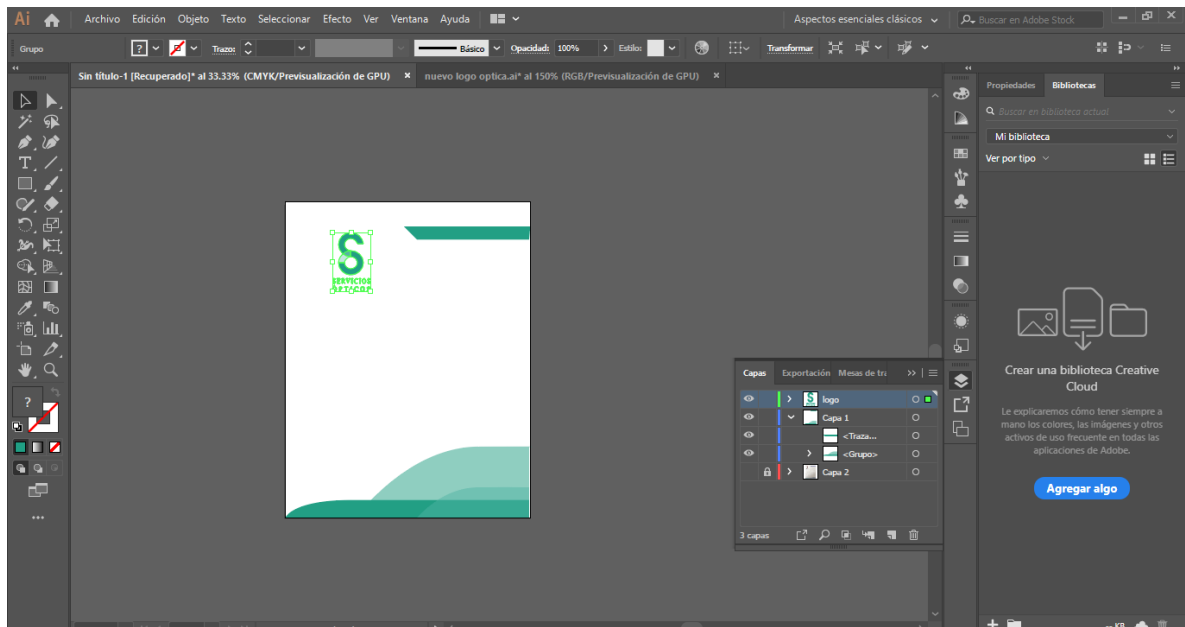 Ai Archivo Edición Objeto Texto Seleccionar Efecto Ver Ventana Ayuda Aspectos esenciales clásicos Buscar en Adobe Stock
Grupo ? Trazo: Básico Opacidad: 100% Estilo: Transformar
Sin título-1 [Recuperado]* al 33.33% (CMYK/Previsualización de GPU) × nuevo logo optica.ai* al 150% (RGB/Previsualización de GPU) ×
Propiedades Bibliotecas
Buscar en biblioteca actual
Mi biblioteca
Ver por tipo
SERVICIOS
Capas Exportación Mesas de tra
logo
Capa 1
<Traza...
<Grupo>
Capa 2
3 capas
?
Crear una biblioteca Creative
Cloud
Le explicaremos cómo tener siempre a
mano los colores, las imágenes y otros
activos de uso frecuente en todas las
aplicaciones de Adobe.
Agregar algo